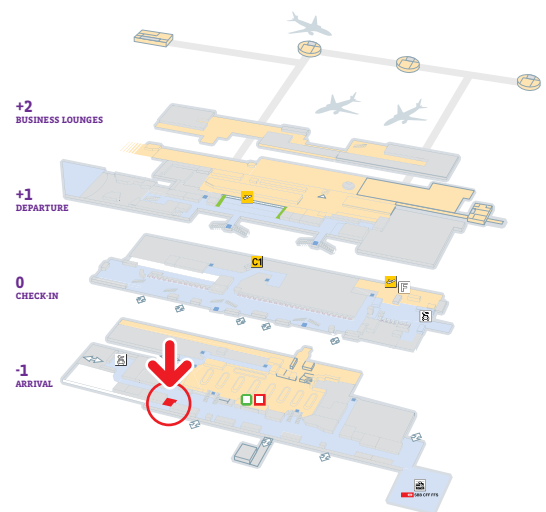 +2
BUSINESS LOUNGES
+1
DEPARTURE
0
CHECK-IN
C1
F
-1
ARRIVAL
SBB CFF FFS